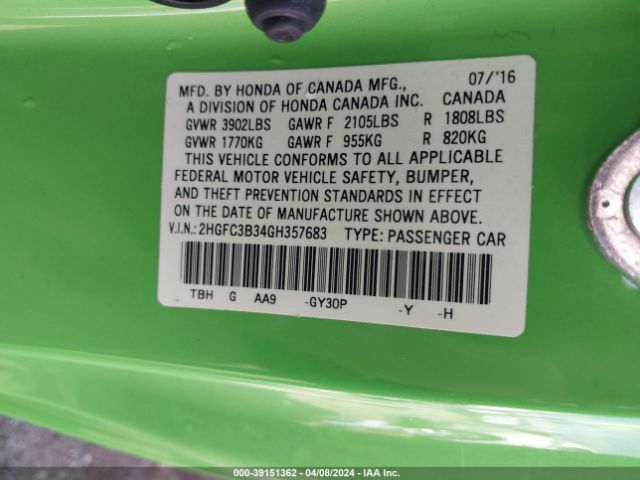 MFD. BY HONDA OF CANADA MFG., 07/'16
A DIVISION OF HONDA CANADA INC. CANADA
GVWR 3902LBS GAWR F 2105LBS R 1808LBS
GVWR 1770KG GAWR F 955KG R 820KG
THIS VEHICLE CONFORMS TO ALL APPLICABLE
FEDERAL MOTOR VEHICLE SAFETY, BUMPER,
AND THEFT PREVENTION STANDARDS IN EFFECT
ON THE DATE OF MANUFACTURE SHOWN ABOVE.
V.I.N.: 2HGFC3B34GH357683 TYPE: PASSENGER CAR
TBH G AA9 -GY30P -Y -H
000-39151362 - 04/08/2024 - IAA Inc.